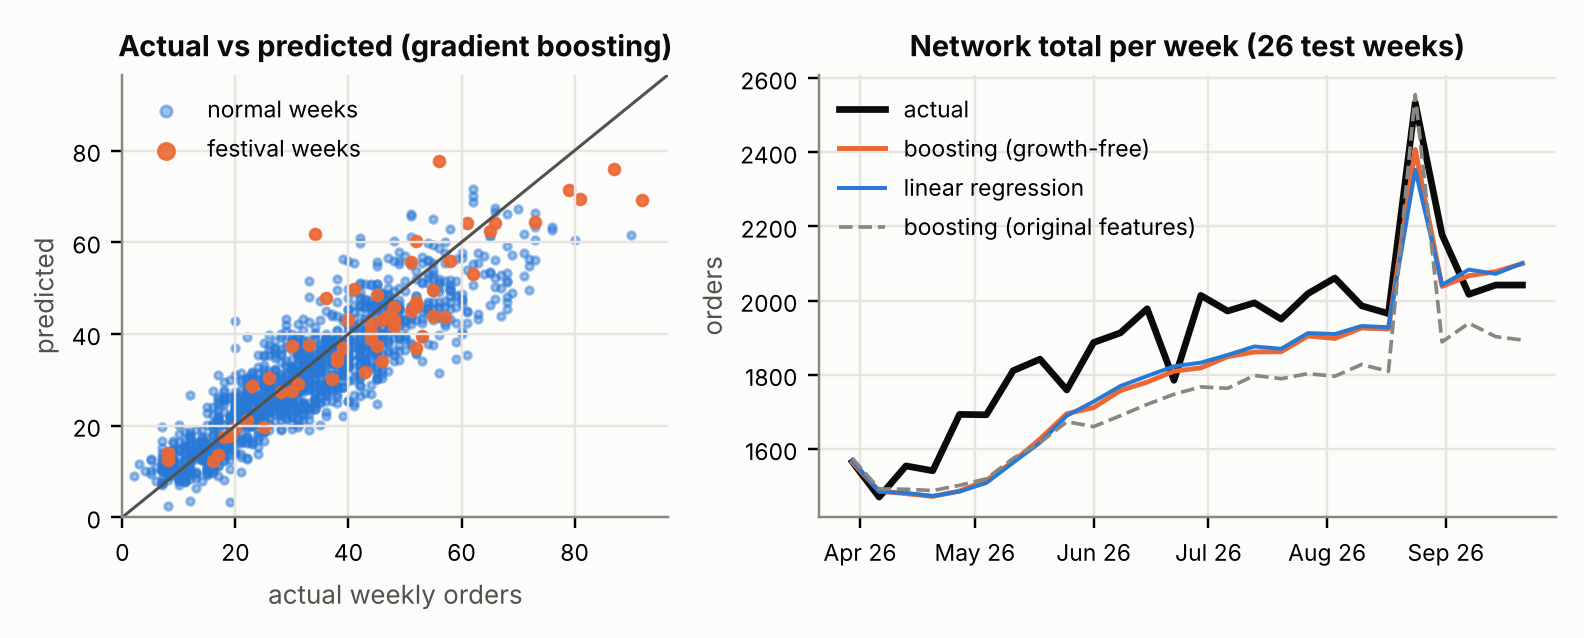 Actual vs predicted (gradient boosting)
normal weeks
festival weeks
predicted
80
60
40
20
0
0 20 40 60 80
actual weekly orders
Network total per week (26 test weeks)
actual
boosting (growth-free)
linear regression
boosting (original features)
orders
2600
2400
2200
2000
1800
1600
Apr 26 May 26 Jun 26 Jul 26 Aug 26 Sep 26